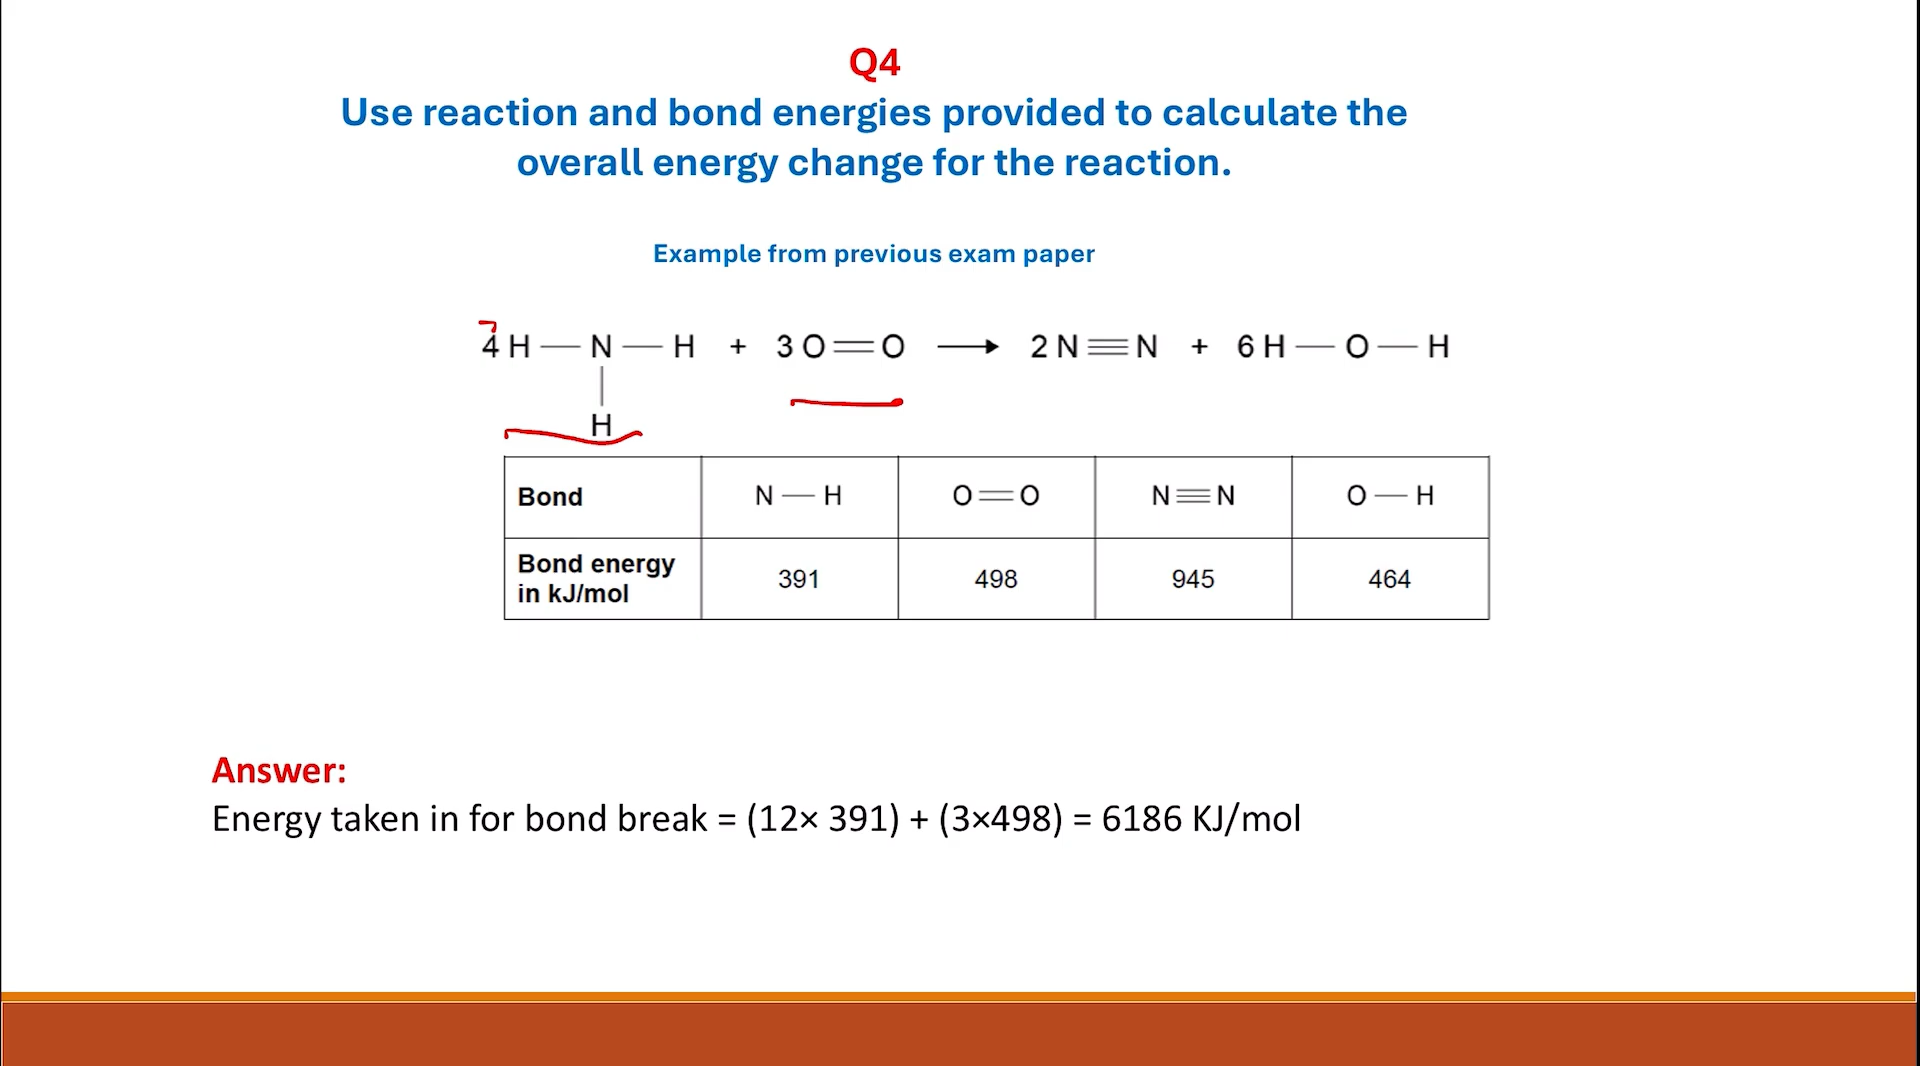 Q4
Use reaction and bond energies provided to calculate the
overall energy change for the reaction.
Example from previous exam paper
4 H — N — H + 3 O = O ⟶ 2 N ≡ N + 6 H — O — H
|
H
Bond N — H O = O N ≡ N O — H
Bond energy
in kJ/mol 391 498 945 464
Answer:
Energy taken in for bond break = (12× 391) + (3×498) = 6186 KJ/mol